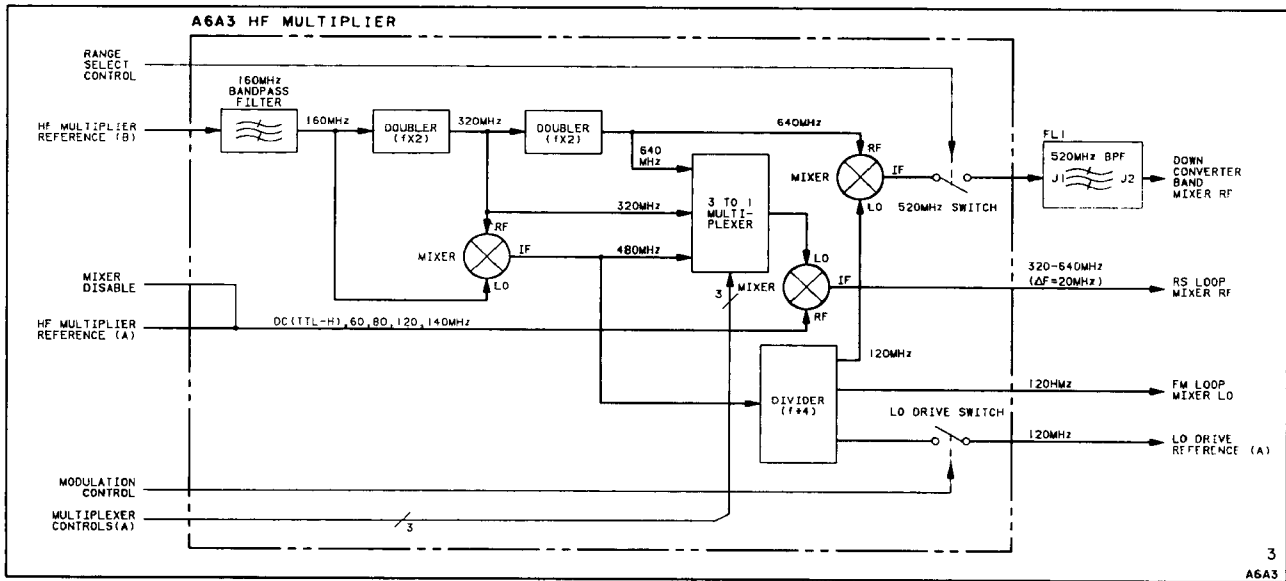 A6A3 HF MULTIPLIER
RANGE
SELECT
CONTROL
160MHz
BANDPASS
FILTER
HF MULTIPLIER
REFERENCE (B)
160MHz
DOUBLER
(fX2)
320MHz
DOUBLER
(fX2)
640MHz
640
MHz
RF
MIXER
IF
LO
520MHz SWITCH
FL1
520MHz BPF
J1
J2
DOWN
CONVERTER
BAND
MIXER RF
320MHz
3 TO 1
MULTI-
PLEXER
RF
MIXER
IF
LO
480MHz
MIXER
DISABLE
HF MULTIPLIER
REFERENCE (A)
DC(TTL-H),60,80,120,140MHz
3
MIXER
LO
IF
RF
320-640MHz
(ΔF=20MHz)
RS LOOP
MIXER RF
120MHz
DIVIDER
(f÷4)
120HMz
FM LOOP
MIXER LO
LO DRIVE SWITCH
120MHz
LO DRIVE
REFERENCE (A)
MODULATION
CONTROL
MULTIPLEXER
CONTROLS(A)
3
3
A6A3